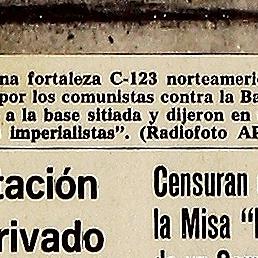 na fortaleza C-123 norteameri
por los comunistas contra la Ba
a la base sitiada y dijeron en
imperialistas". (Radiofoto AP
tación
rivado
Censuran
la Misa "